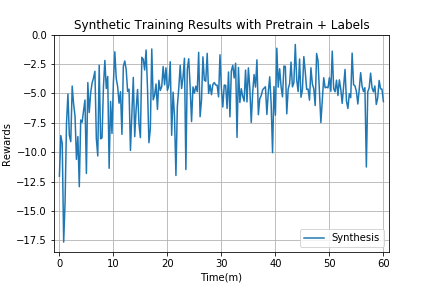 Synthetic Training Results with Pretrain + Labels
0.0
−2.5
−5.0
−7.5
−10.0
−12.5
−15.0
−17.5
Rewards
Synthesis
0 10 20 30 40 50 60
Time(m)